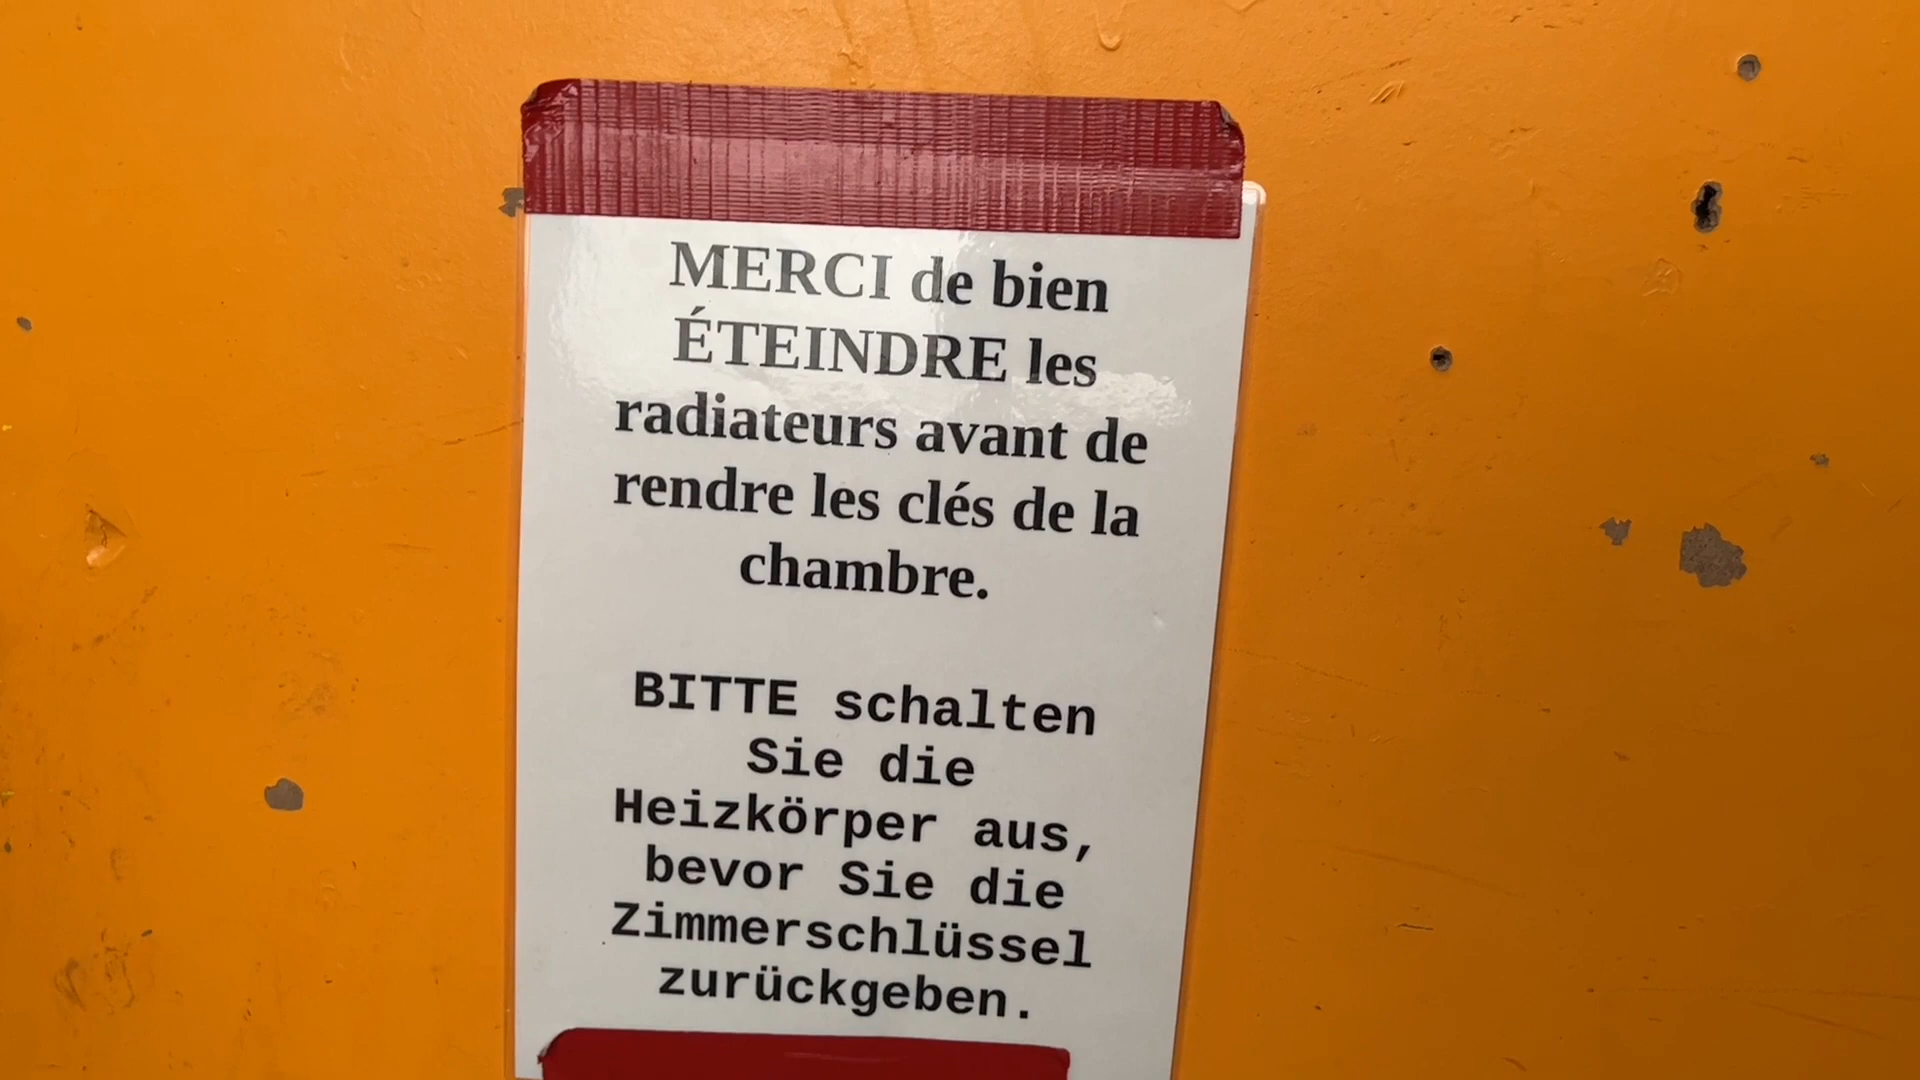 MERCI de bien
ÉTEINDRE les
radiateurs avant de
rendre les clés de la
chambre.
BITTE schalten
Sie die
Heizkörper aus,
bevor Sie die
Zimmerschlüssel
zurückgeben.